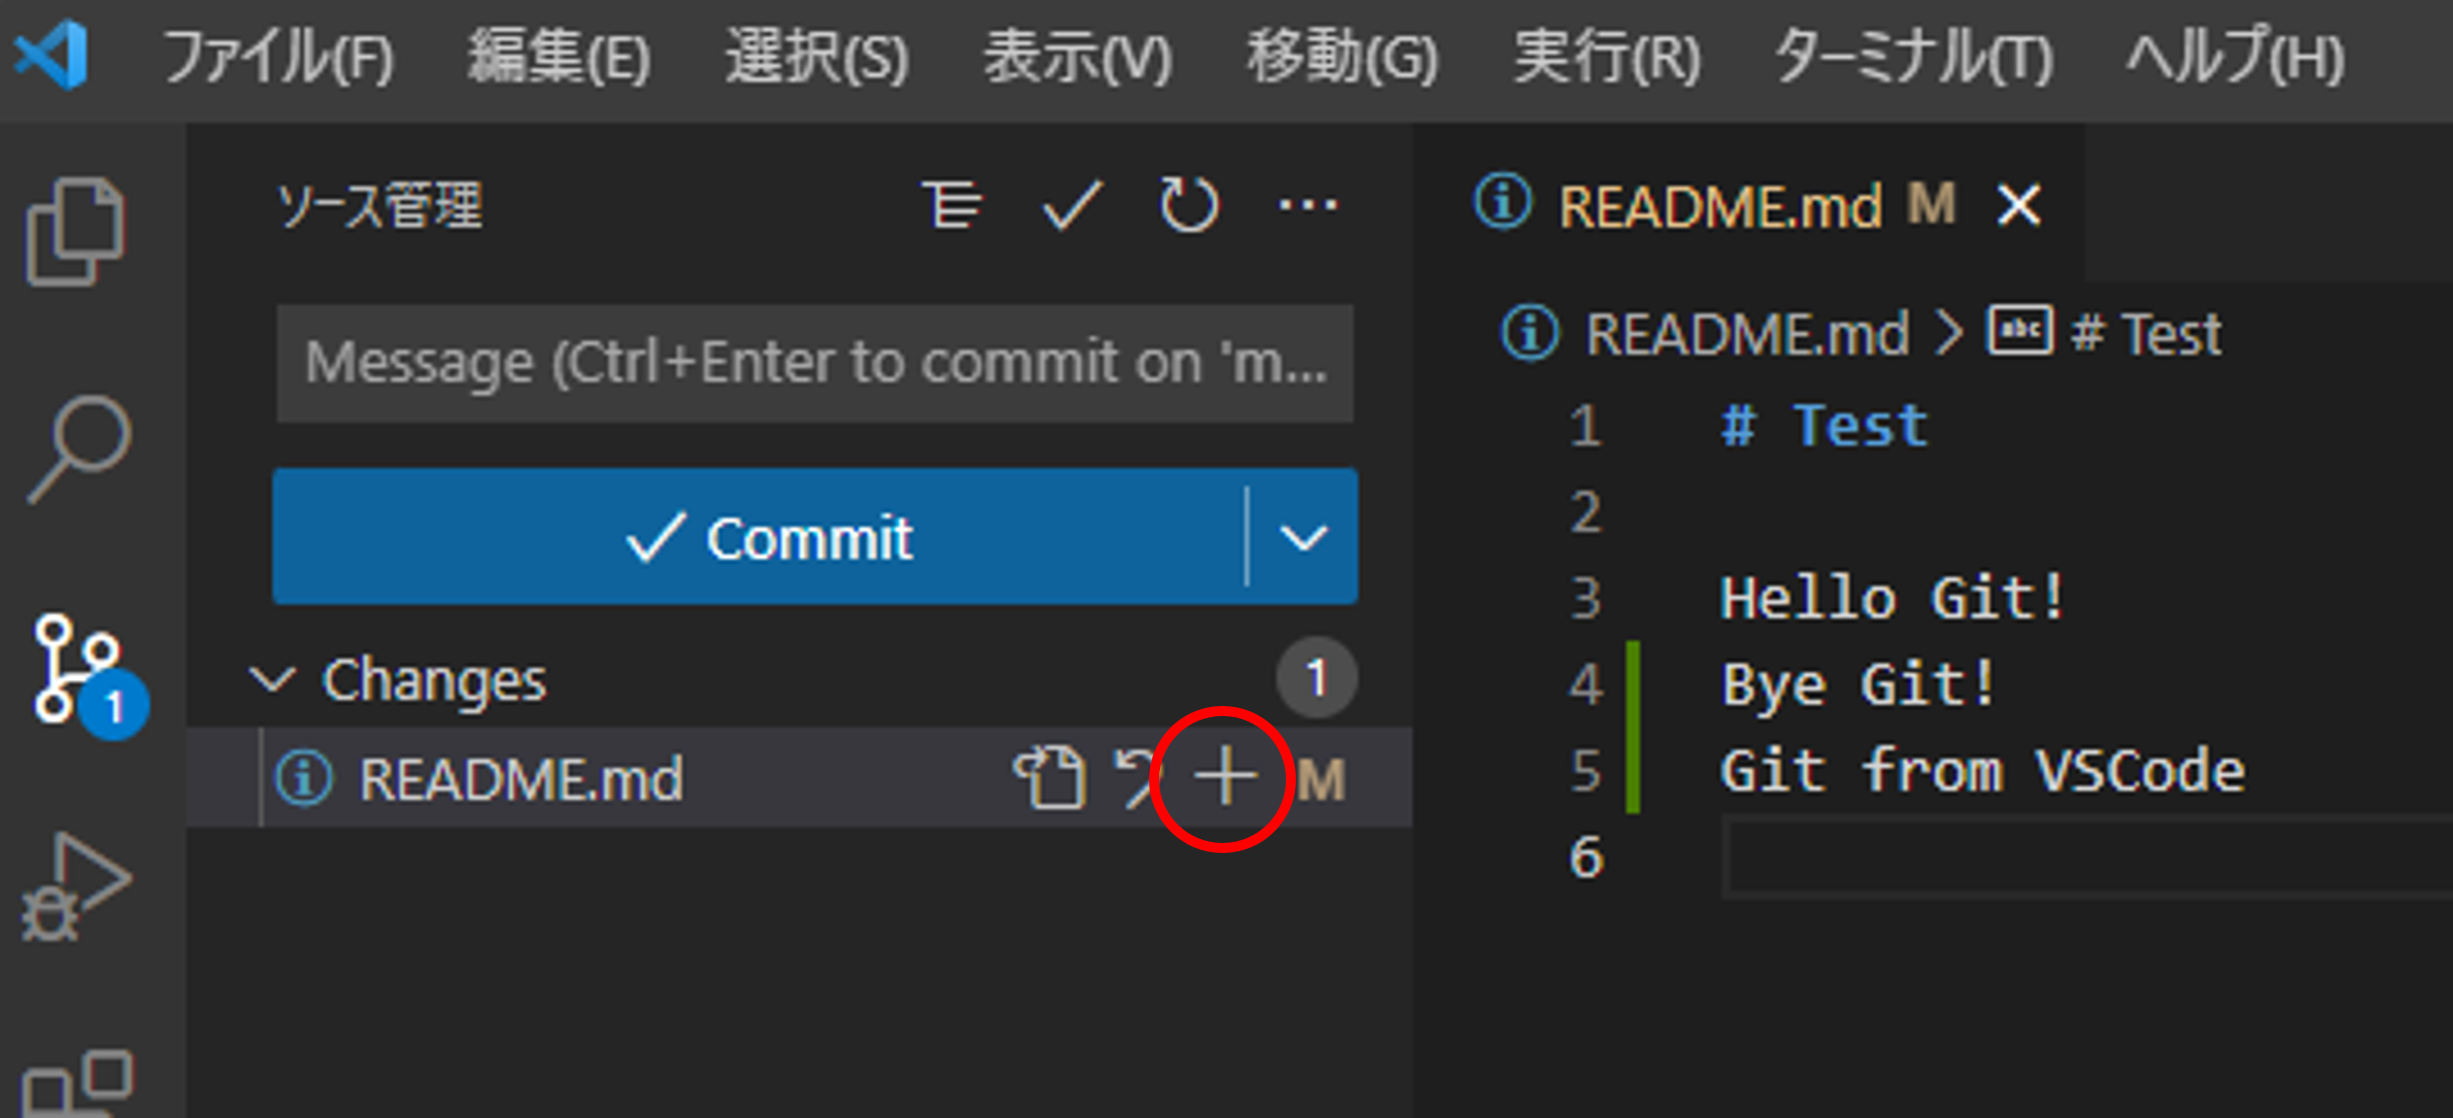 ファイル(F) 編集(E) 選択(S) 表示(V) 移動(G) 実行(R) ターミナル(T) ヘルプ(H)
ソース管理
Message (Ctrl+Enter to commit on 'm...
Commit
Changes 1
README.md M
1
README.md M
README.md > abc # Test
1 # Test
2
3 Hello Git!
4 Bye Git!
5 Git from VSCode
6